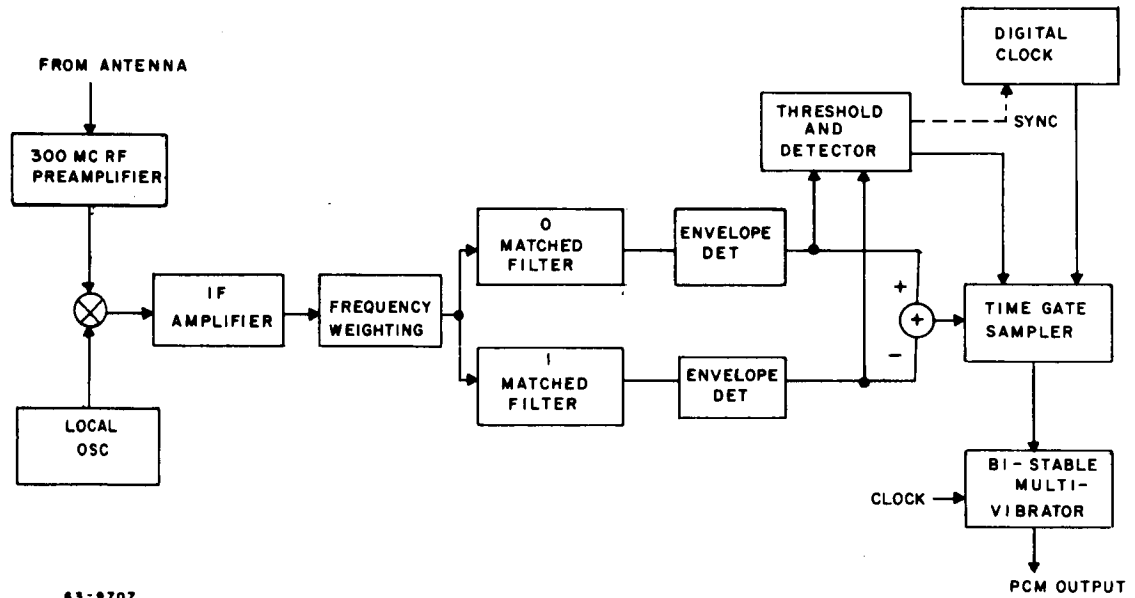 DIGITAL
CLOCK
FROM ANTENNA
THRESHOLD
AND
DETECTOR
SYNC
300 MC RF
PREAMPLIFIER
0
MATCHED
FILTER
ENVELOPE
DET
+
IF
AMPLIFIER
FREQUENCY
WEIGHTING
+
TIME GATE
SAMPLER
-
1
MATCHED
FILTER
ENVELOPE
DET
LOCAL
OSC
BI-STABLE
MULTI-
VIBRATOR
CLOCK
PCM OUTPUT
63-9707